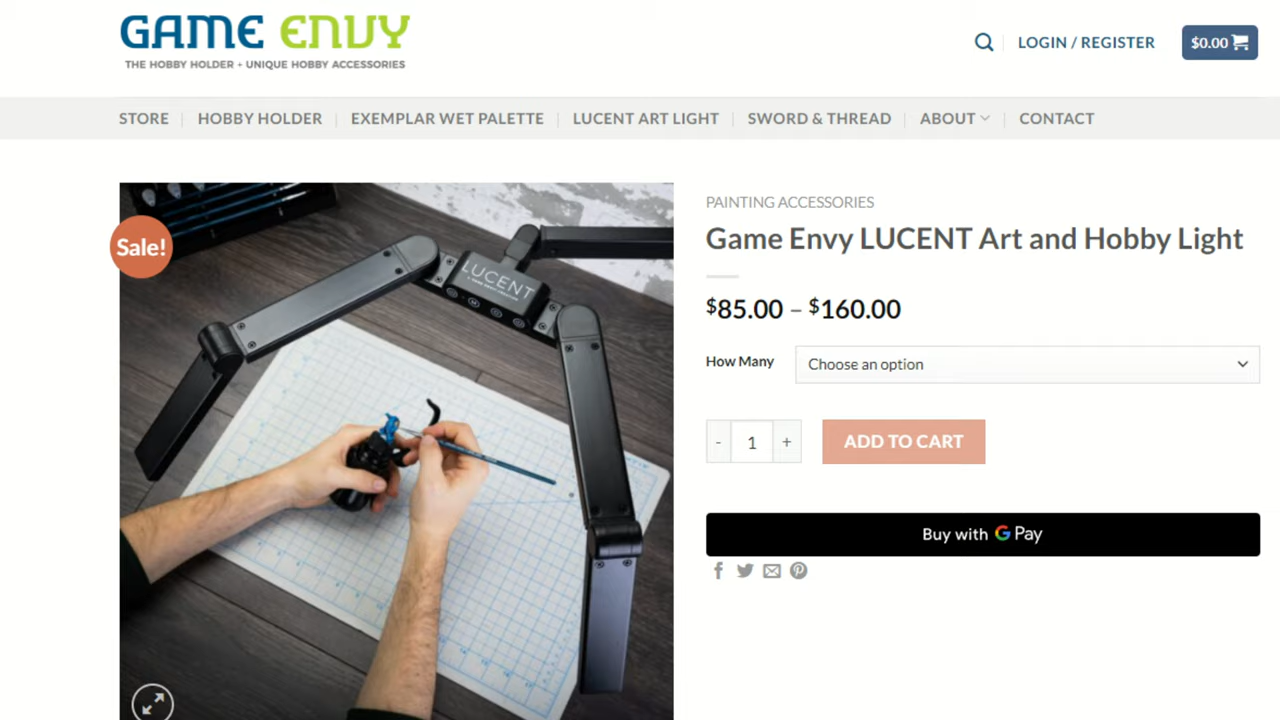 GAME ENVY
THE HOBBY HOLDER + UNIQUE HOBBY ACCESSORIES
LOGIN / REGISTER
$0.00
STORE
HOBBY HOLDER
EXEMPLAR WET PALETTE
LUCENT ART LIGHT
SWORD & THREAD
ABOUT
CONTACT
Sale!
LUCENT
PAINTING ACCESSORIES
Game Envy LUCENT Art and Hobby Light
$85.00 – $160.00
How Many
Choose an option
- 1 +
ADD TO CART
Buy with G Pay